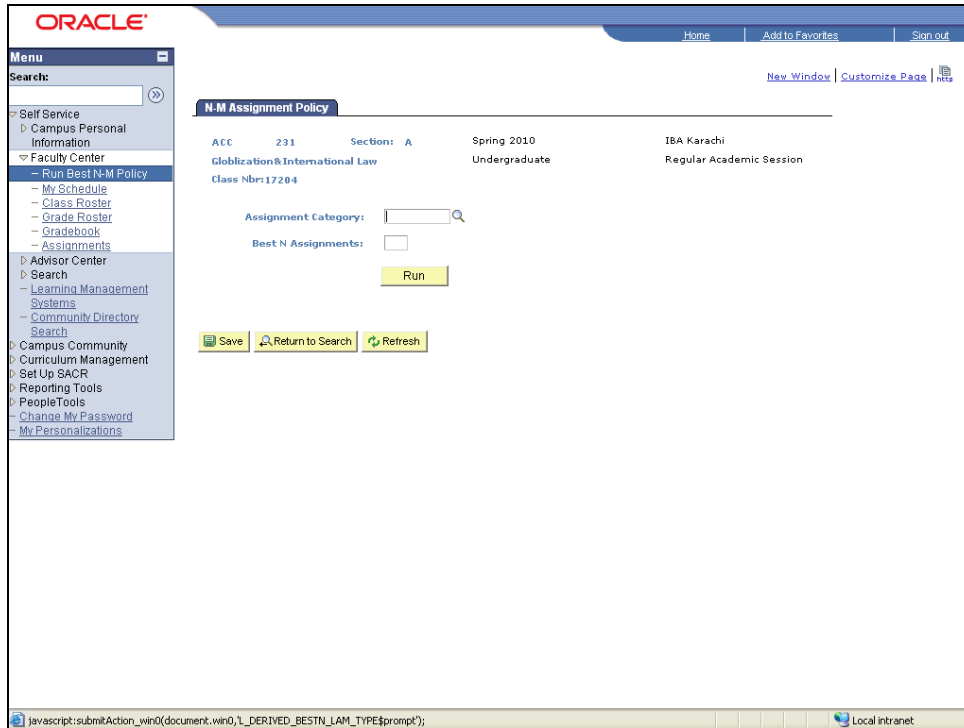 ORACLE'
Home
Add to Favorites
Sign out
Menu
Search:
Self Service
Campus Personal
Information
Faculty Center
Run Best N-M Policy
My Schedule
Class Roster
Grade Roster
Gradebook
Assignments
Advisor Center
Search
Learning Management
Systems
Community Directory
Search
Campus Community
Curriculum Management
Set Up SACR
Reporting Tools
PeopleTools
Change My Password
My Personalizations
New Window
Customize Page
http
N-M Assignment Policy
ACC 231 Section: A Spring 2010 IBA Karachi
Globlization&International Law Undergraduate Regular Academic Session
Class Nbr:17204
Assignment Category:
Best N Assignments:
Run
Save
Return to Search
Refresh
javascript:submitAction_win0(document.win0,'L_DERIVED_BESTN_LAM_TYPE$prompt');
Local intranet